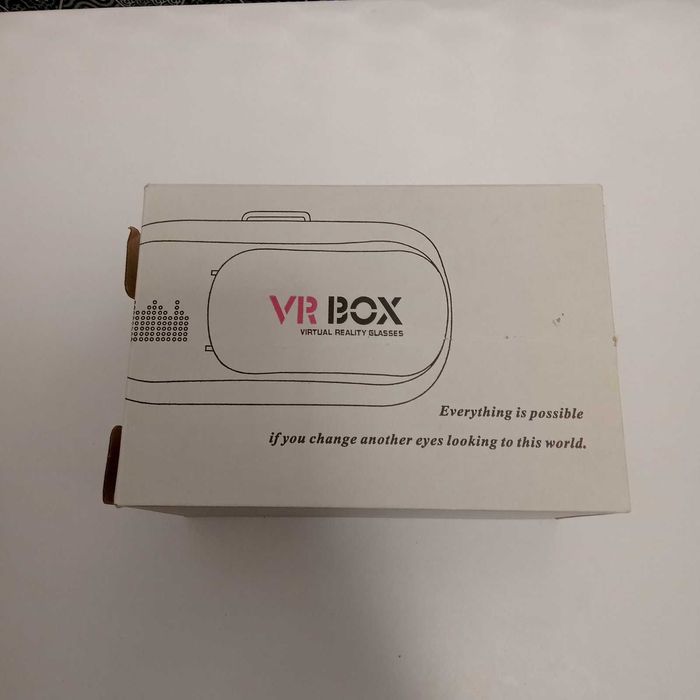 VR BOX
VIRTUAL REALITY GLASSES
Everything is possible
if you change another eyes looking to this world.